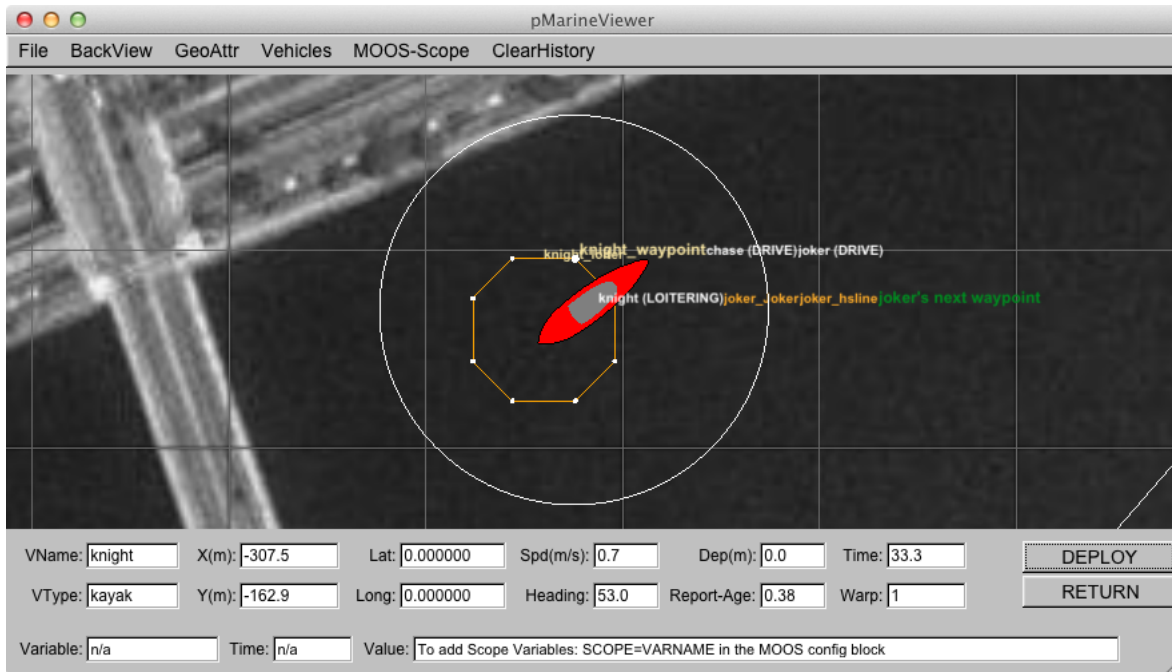 pMarineViewer
File BackView GeoAttr Vehicles MOOS-Scope ClearHistory
knight_loiter knight_waypoint chase (DRIVE) joker (DRIVE)
knight (LOITERING) joker_Joker joker_hsline joker's next waypoint
VName: knight X(m): -307.5 Lat: 0.000000 Spd(m/s): 0.7 Dep(m): 0.0 Time: 33.3 DEPLOY
VType: kayak Y(m): -162.9 Long: 0.000000 Heading: 53.0 Report-Age: 0.38 Warp: 1 RETURN
Variable: n/a Time: n/a Value: To add Scope Variables: SCOPE=VARNAME in the MOOS config block